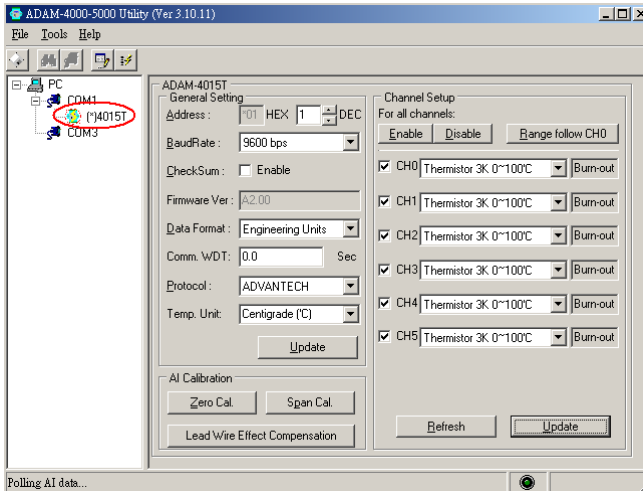 ADAM-4000-5000 Utility (Ver 3.10.11)
File Tools Help
PC
COM1
(*)4015T
COM3
ADAM-4015T
General Setting
Address : *01 HEX 1 DEC
BaudRate : 9600 bps
CheckSum : Enable
Firmware Ver : A2.00
Data Format : Engineering Units
Comm. WDT: 0.0 Sec
Protocol : ADVANTECH
Temp. Unit: Centigrade (℃)
Update
AI Calibration
Zero Cal. Span Cal.
Lead Wire Effect Compensation
Channel Setup
For all channels:
Enable Disable Range follow CH0
CH0 Thermistor 3K 0~100℃ Burn-out
CH1 Thermistor 3K 0~100℃ Burn-out
CH2 Thermistor 3K 0~100℃ Burn-out
CH3 Thermistor 3K 0~100℃ Burn-out
CH4 Thermistor 3K 0~100℃ Burn-out
CH5 Thermistor 3K 0~100℃ Burn-out
Refresh Update
Polling AI data...